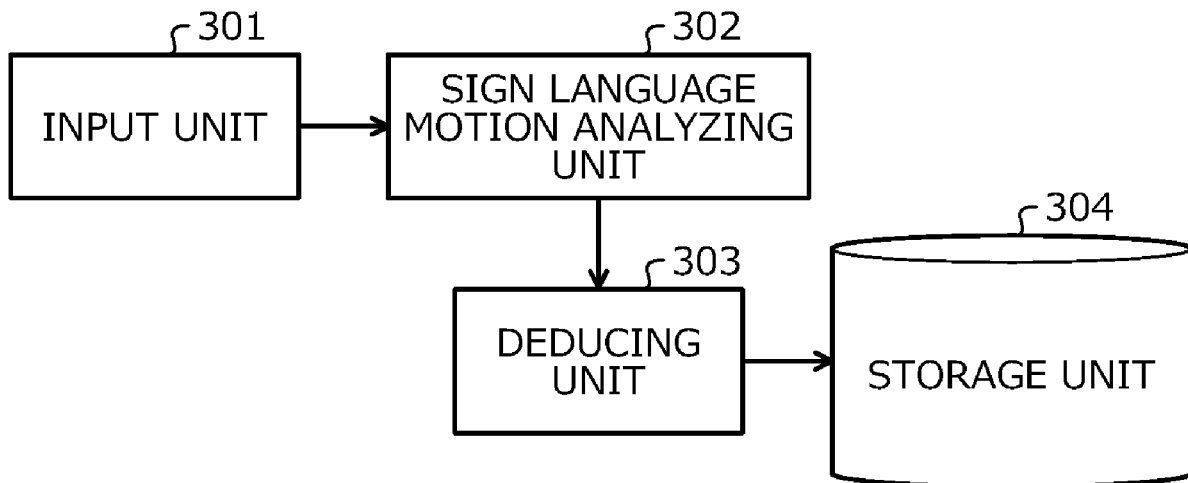 301
INPUT UNIT
302
SIGN LANGUAGE
MOTION ANALYZING
UNIT
303
DEDUCING
UNIT
304
STORAGE UNIT